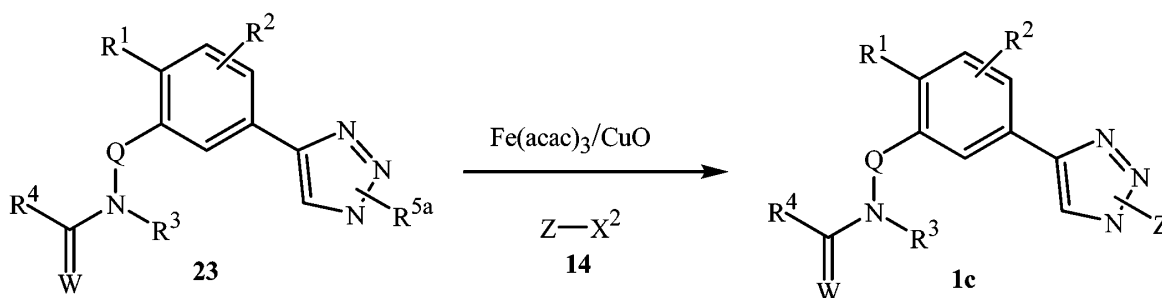 R¹ R² Q N N N N R⁴ R³ R⁵ᵃ W
23
Fe(acac)₃/CuO
Z—X²
14
R¹ R² Q N N N N R⁴ R³ Z W
1c